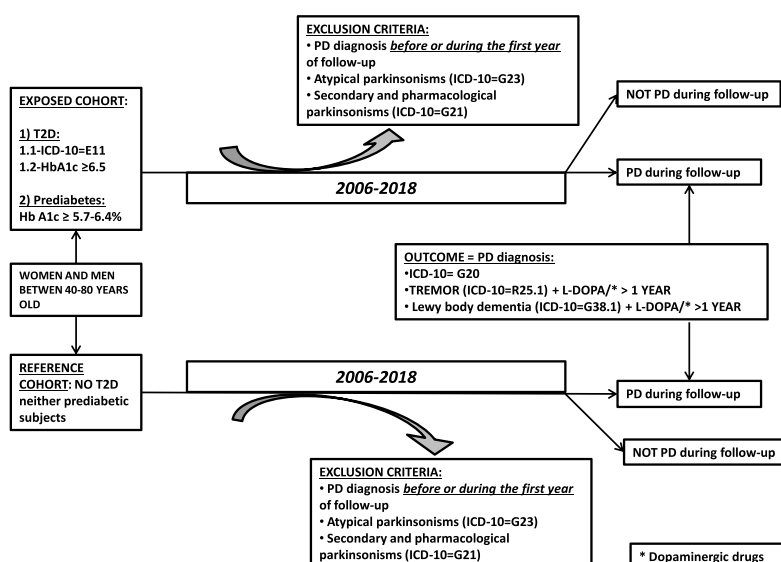 EXCLUSION CRITERIA:
• PD diagnosis before or during the first year
of follow-up
• Atypical parkinsonisms (ICD-10=G23)
• Secondary and pharmacological
parkinsonisms (ICD-10=G21)
NOT PD during follow-up
EXPOSED COHORT:
1) T2D:
1.1-ICD-10=E11
1.2-HbA1c ≥6.5
2) Prediabetes:
Hb A1c ≥ 5.7-6.4%
PD during follow-up
2006-2018
WOMEN AND MEN
BETWEN 40-80 YEARS
OLD
OUTCOME = PD diagnosis:
•ICD-10= G20
•TREMOR (ICD-10=R25.1) + L-DOPA/* > 1 YEAR
• Lewy body dementia (ICD-10=G38.1) + L-DOPA/* >1 YEAR
REFERENCE
COHORT: NO T2D
neither prediabetic
subjects
2006-2018
PD during follow-up
NOT PD during follow-up
EXCLUSION CRITERIA:
• PD diagnosis before or during the first year
of follow-up
• Atypical parkinsonisms (ICD-10=G23)
• Secondary and pharmacological
parkinsonisms (ICD-10=G21)
* Dopaminergic drugs